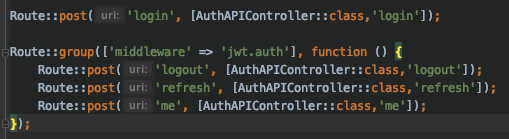 Route::post( uri: 'login', [AuthAPIController::class,'login']);
Route::group(['middleware' => 'jwt.auth'], function () {
Route::post( uri: 'logout', [AuthAPIController::class,'logout']);
Route::post( uri: 'refresh', [AuthAPIController::class,'refresh']);
Route::post( uri: 'me', [AuthAPIController::class,'me']);
});